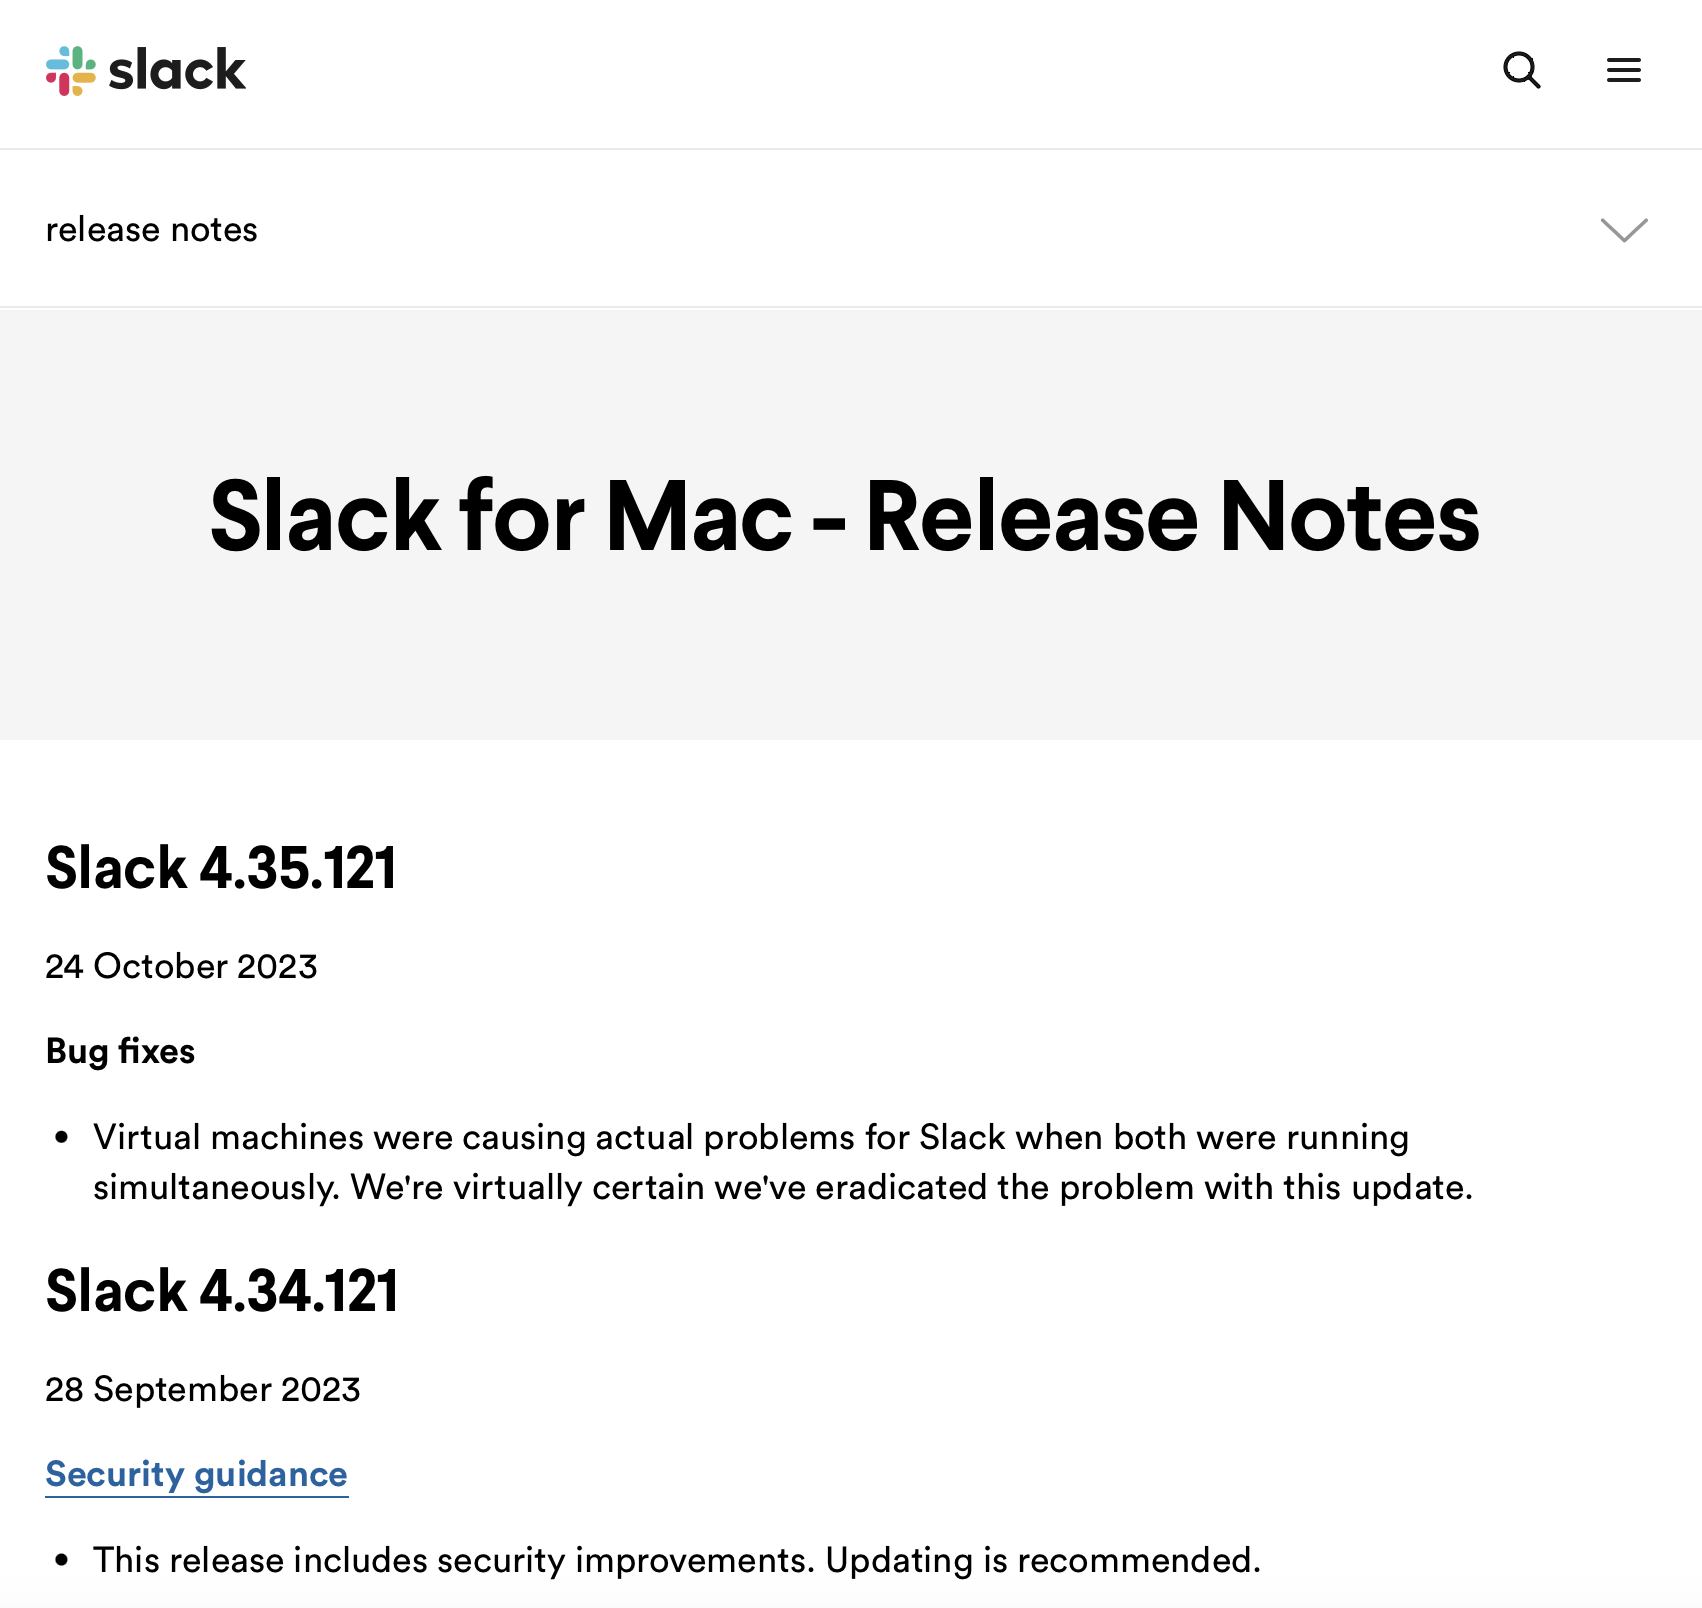 slack
release notes
Slack for Mac - Release Notes
Slack 4.35.121
24 October 2023
Bug fixes
• Virtual machines were causing actual problems for Slack when both were running
simultaneously. We're virtually certain we've eradicated the problem with this update.
Slack 4.34.121
28 September 2023
Security guidance
• This release includes security improvements. Updating is recommended.